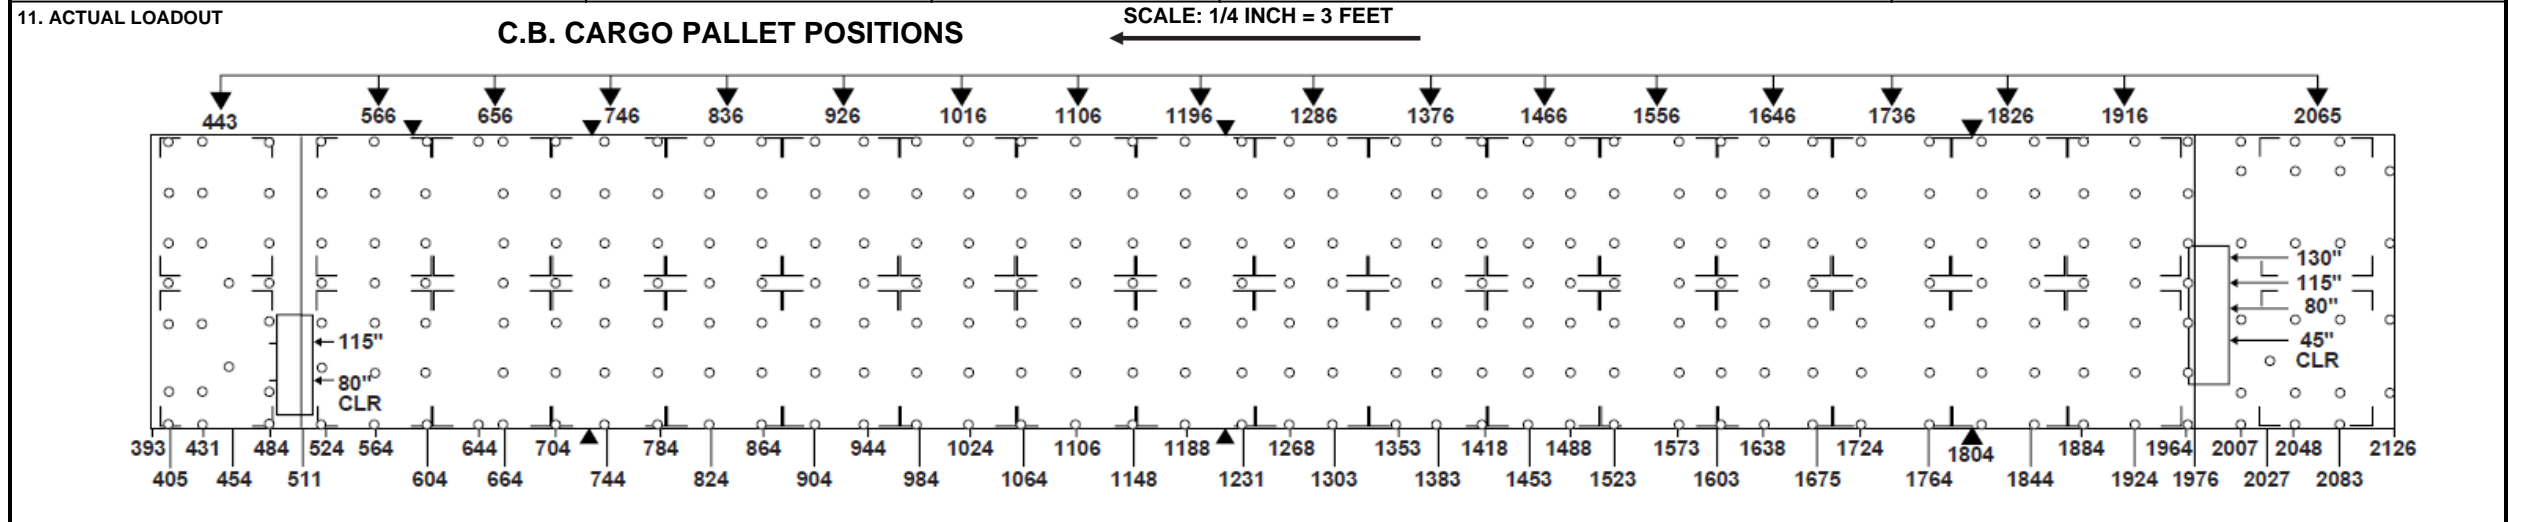 11. ACTUAL LOADOUT
C.B. CARGO PALLET POSITIONS
SCALE: 1/4 INCH = 3 FEET
443 566 656 746 836 926 1016 1106 1196 1286 1376 1466 1556 1646 1736 1826 1916 2065
130"
115"
80"
45"
CLR
115"
80"
CLR
393 431 484 524 564 644 704 784 864 944 1024 1106 1188 1268 1353 1418 1488 1573 1638 1724 1804 1884 1964 2007 2048 2126
405 454 511 604 664 744 824 904 984 1064 1148 1231 1303 1383 1453 1523 1603 1675 1764 1844 1924 1976 2027 2083